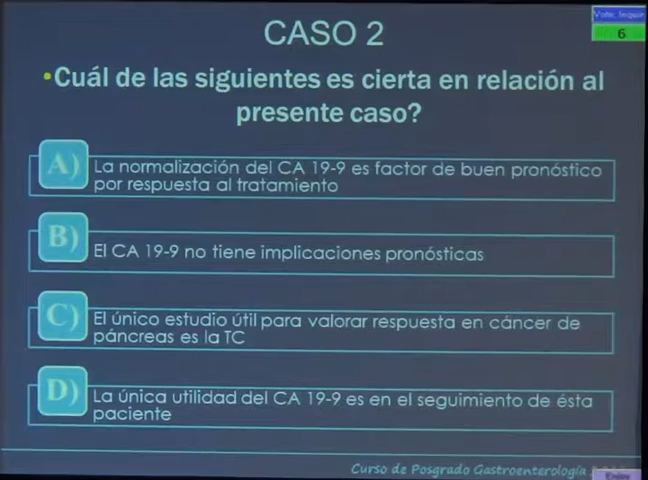 CASO 2
•Cuál de las siguientes es cierta en relación al
presente caso?
A) La normalización del CA 19-9 es factor de buen pronóstico
por respuesta al tratamiento
B) El CA 19-9 no tiene implicaciones pronósticas
C) El único estudio útil para valorar respuesta en cáncer de
páncreas es la TC
D) La única utilidad del CA 19-9 es en el seguimiento de ésta
paciente
Curso de Posgrado Gastroenterología
6